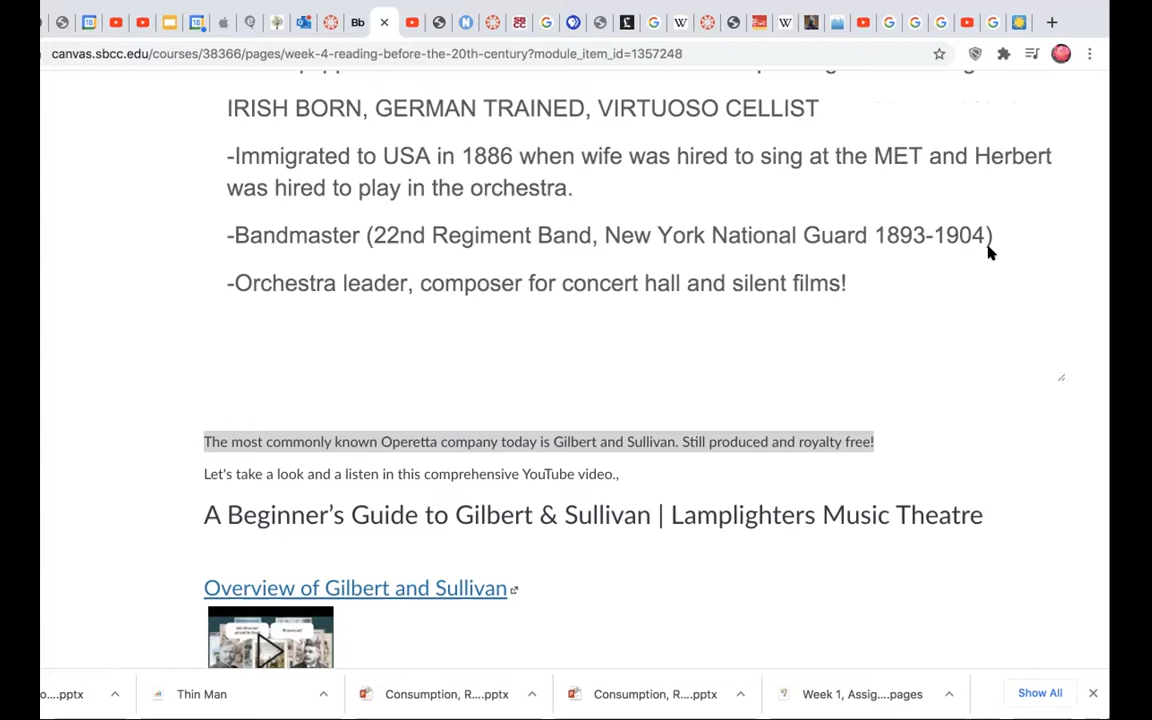 Bb
canvas.sbcc.edu/courses/38366/pages/week-4-reading-before-the-20th-century?module_item_id=1357248
IRISH BORN, GERMAN TRAINED, VIRTUOSO CELLIST
-Immigrated to USA in 1886 when wife was hired to sing at the MET and Herbert
was hired to play in the orchestra.
-Bandmaster (22nd Regiment Band, New York National Guard 1893-1904)
-Orchestra leader, composer for concert hall and silent films!
The most commonly known Operetta company today is Gilbert and Sullivan. Still produced and royalty free!
Let's take a look and a listen in this comprehensive YouTube video.,
A Beginner’s Guide to Gilbert & Sullivan | Lamplighters Music Theatre
Overview of Gilbert and Sullivan
o....pptx Thin Man Consumption, R....pptx Consumption, R....pptx Week 1, Assig....pages Show All